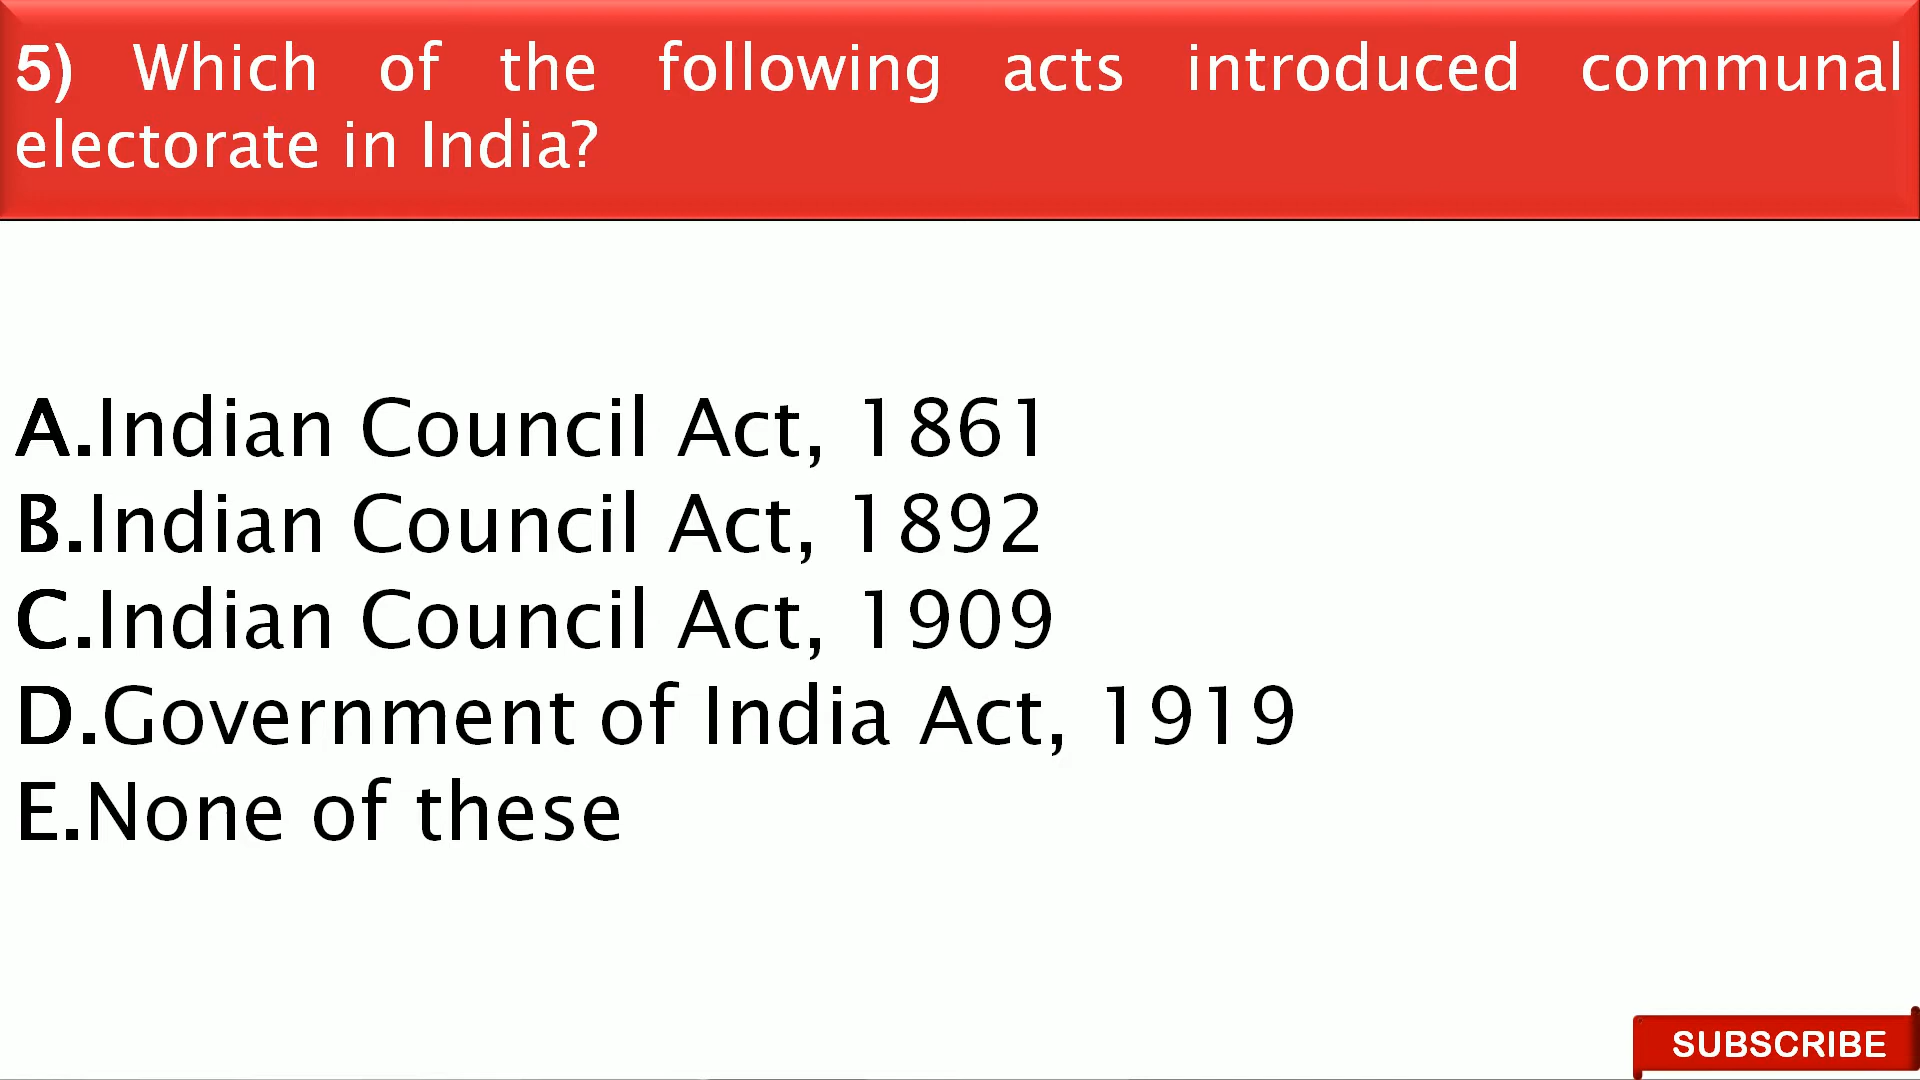 5) Which of the following acts introduced communal
electorate in India?
A.Indian Council Act, 1861
B.Indian Council Act, 1892
C.Indian Council Act, 1909
D.Government of India Act, 1919
E.None of these
SUBSCRIBE